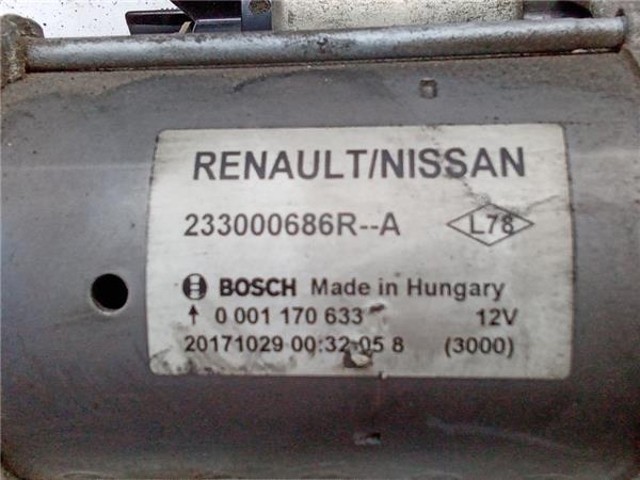 RENAULT/NISSAN
233000686R--A L78
BOSCH Made in Hungary
↑ 0 001 170 633 12V
20171029 00:32 05 8 (3000)